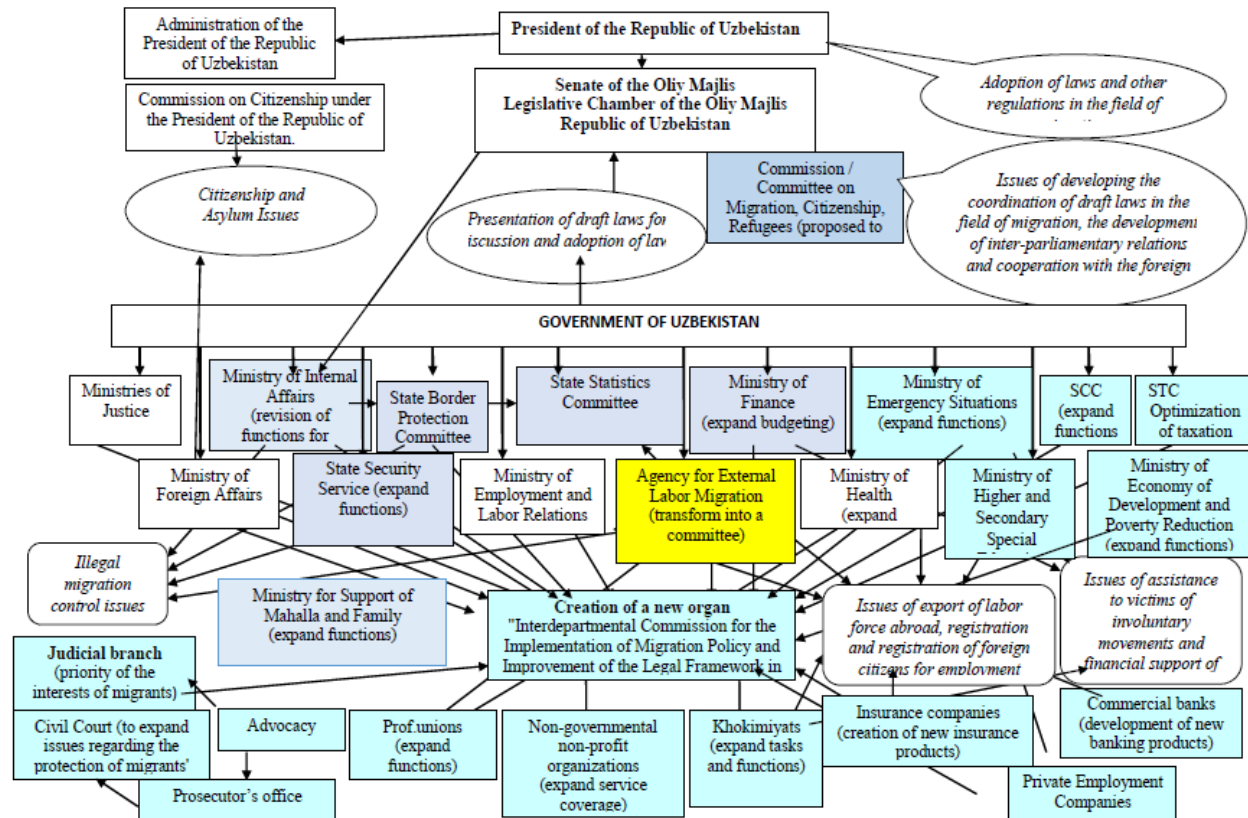 Administration of the
President of the Republic
of Uzbekistan
President of the Republic of Uzbekistan
Commission on Citizenship under
the President of the Republic of
Uzbekistan.
Senate of the Oliy Majlis
Legislative Chamber of the Oliy Majlis
Republic of Uzbekistan
Adoption of laws and other
regulations in the field of
Citizenship and
Asylum Issues
Presentation of draft laws for
iscussion and adoption of law
Commission /
Committee on
Migration, Citizenship,
Refugees (proposed to
Issues of developing the
coordination of draft laws in the
field of migration, the development
of inter-parliamentary relations
and cooperation with the foreign
GOVERNMENT OF UZBEKISTAN
Ministries of
Justice
Ministry of Internal
Affairs
(revision of
functions for
State Border
Protection
Committee
State Statistics
Committee
Ministry of
Finance
(expand budgeting)
Ministry of
Emergency Situations
(expand functions)
SCC
(expand
functions
STC
Optimization
of taxation
Ministry of
Foreign Affairs
State Security
Service (expand
functions)
Ministry of
Employment and
Labor Relations
Agency for External
Labor Migration
(transform into a
committee)
Ministry of
Health
(expand
Ministry of
Higher and
Secondary
Special
Ministry of
Economy of
Development and
Poverty Reduction
(expand functions)
Illegal
migration
control issues
Ministry for Support of
Mahalla and Family
(expand functions)
Creation of a new organ
"Interdepartmental Commission for the
Implementation of Migration Policy and
Improvement of the Legal Framework in
Issues of export of labor
force abroad, registration
and registration of foreign
citizens for employment
Issues of assistance
to victims of
involuntary
movements and
financial support of
Judicial branch
(priority of the
interests of migrants)
Civil Court (to expand
issues regarding the
protection of migrants'
Advocacy
Prosecutor's office
Prof.unions
(expand
functions)
Non-governmental
non-profit
organizations
(expand service
coverage)
Khokimiyats
(expand tasks
and functions)
Insurance companies
(creation of new insurance
products)
Commercial banks
(development of new
banking products)
Private Employment
Companies